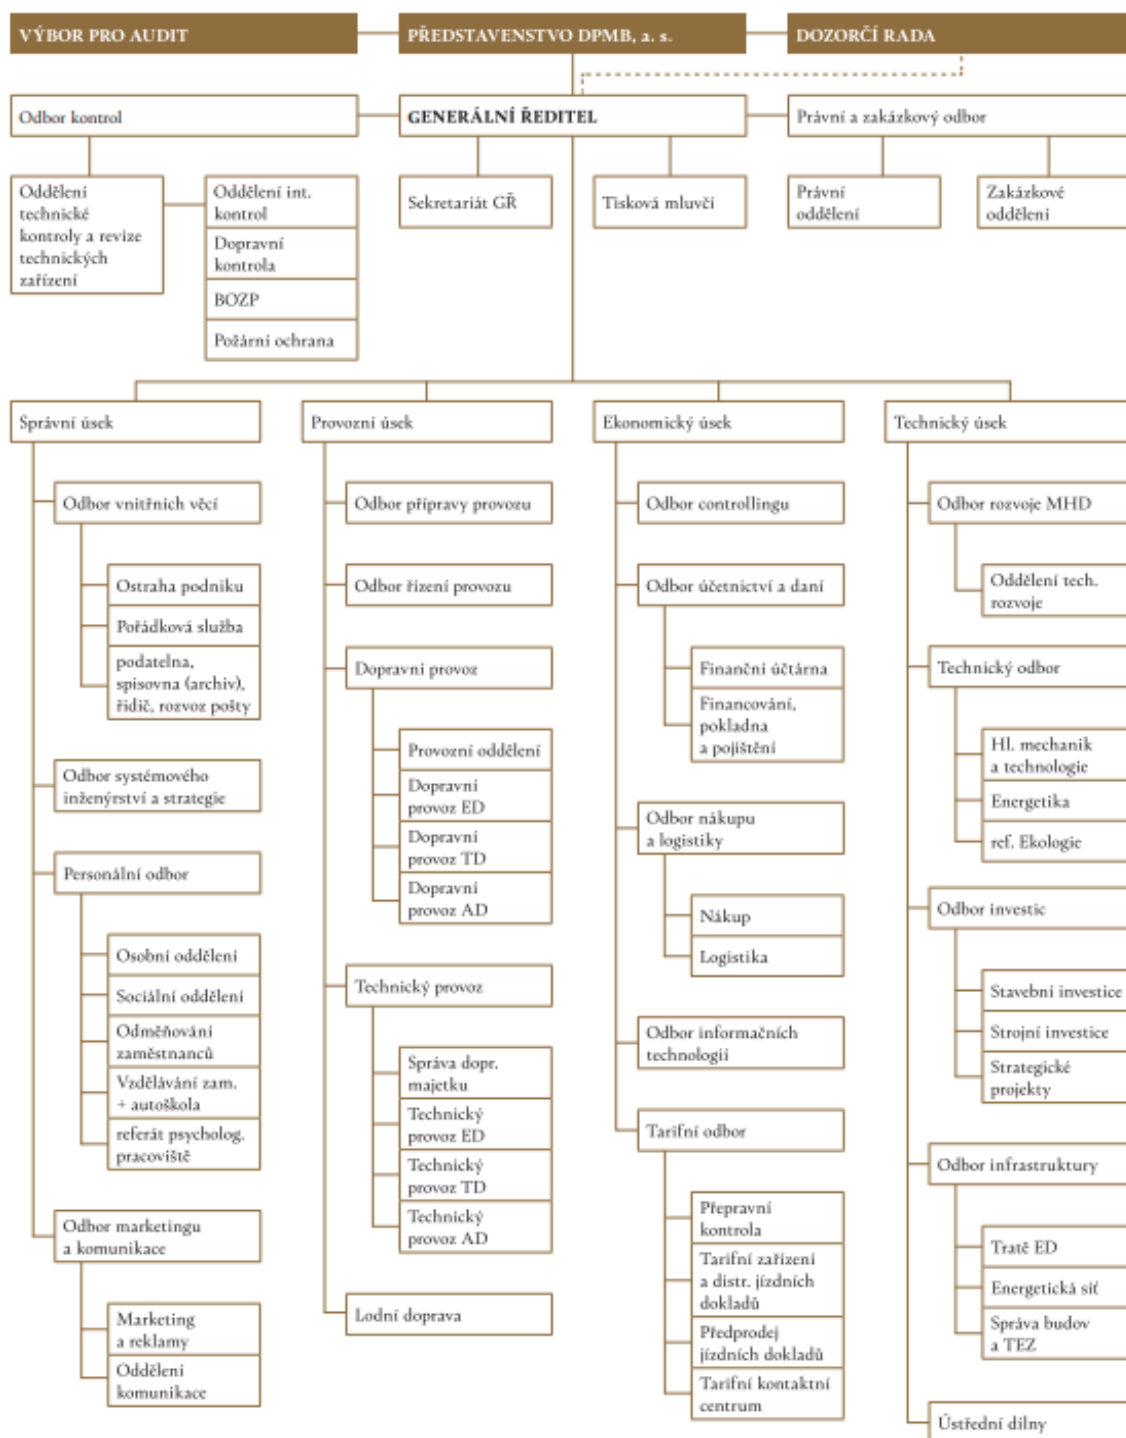 VÝBOR PRO AUDIT
PŘEDSTAVENSTVO DPMB, a. s.
DOZORČÍ RADA
Odbor kontrol
GENERÁLNÍ ŘEDITEL
Právní a zakázkový odbor
Oddělení
technické
kontroly a revize
technických
zařízení
Oddělení int.
kontrol
Dopravní
kontrola
BOZP
Požární ochrana
Sekretariát GŘ
Tisková mluvčí
Právní
oddělení
Zakázkové
oddělení
Správní úsek
Odbor vnitřních věcí
Ostraha podniku
Pořádková služba
podatelna,
spisovna (archiv),
řidič, rozvoz pošty
Odbor systémového
inženýrství a strategie
Personální odbor
Osobní oddělení
Sociální oddělení
Odměňování
zaměstnanců
Vzdělávání zam.
+ autoškola
referát psycholog.
pracoviště
Odbor marketingu
a komunikace
Marketing
a reklamy
Oddělení
komunikace
Provozní úsek
Odbor přípravy provozu
Odbor řízení provozu
Dopravní provoz
Provozní oddělení
Dopravní
provoz ED
Dopravní
provoz TD
Dopravní
provoz AD
Technický provoz
Správa dopr.
majetku
Technický
provoz ED
Technický
provoz TD
Technický
provoz AD
Lodní doprava
Ekonomický úsek
Odbor controllingu
Odbor účetnictví a daní
Finanční účtárna
Financování,
pokladna
a pojištění
Odbor nákupu
a logistiky
Nákup
Logistika
Odbor informačních
technologií
Tarifní odbor
Přepravní
kontrola
Tarifní zařízení
a distr. jízdních
dokladů
Předprodej
jízdních dokladů
Tarifní kontaktní
centrum
Technický úsek
Odbor rozvoje MHD
Oddělení tech.
rozvoje
Technický odbor
Hl. mechanik
a technologie
Energetika
ref. Ekologie
Odbor investic
Stavební investice
Strojní investice
Strategické
projekty
Odbor infrastruktury
Tratě ED
Energetická síť
Správa budov
a TEZ
Ústřední dílny